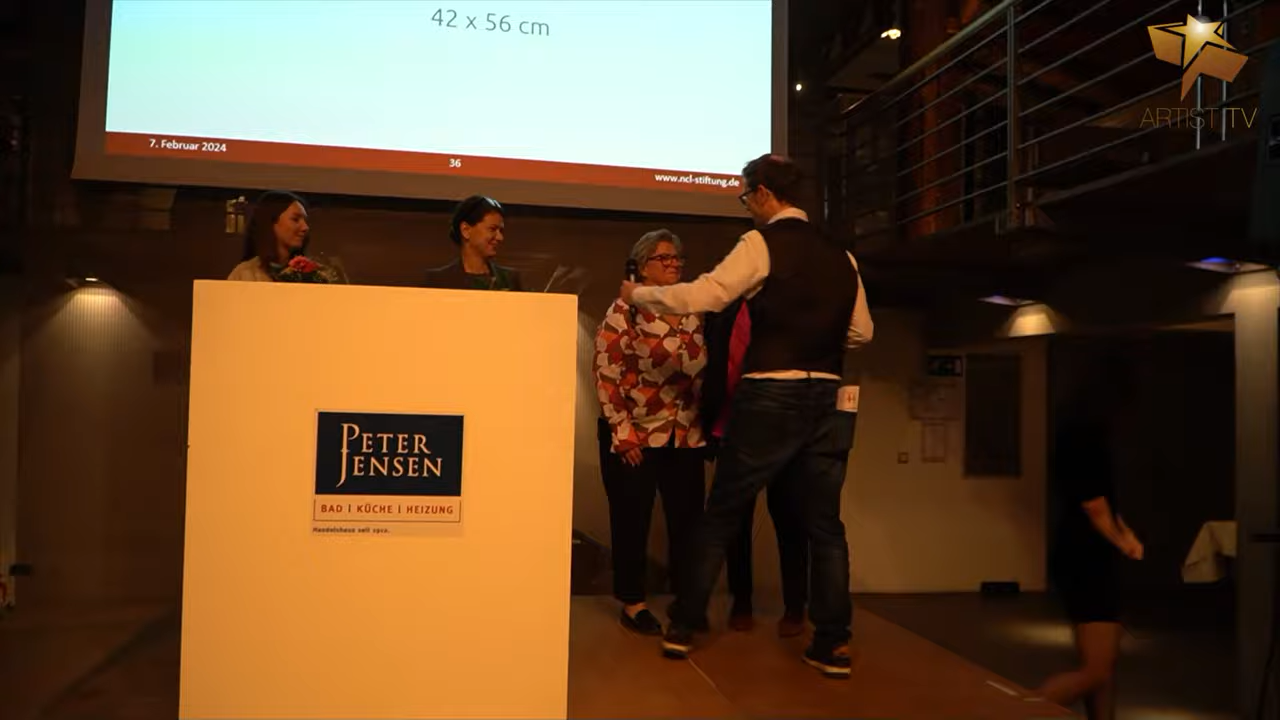 42 x 56 cm
7. Februar 2024
36
www.ncl-stiftung.de
ARTIST TV
PETER
JENSEN
BAD | KÜCHE | HEIZUNG
Handelshaus seit 1912.